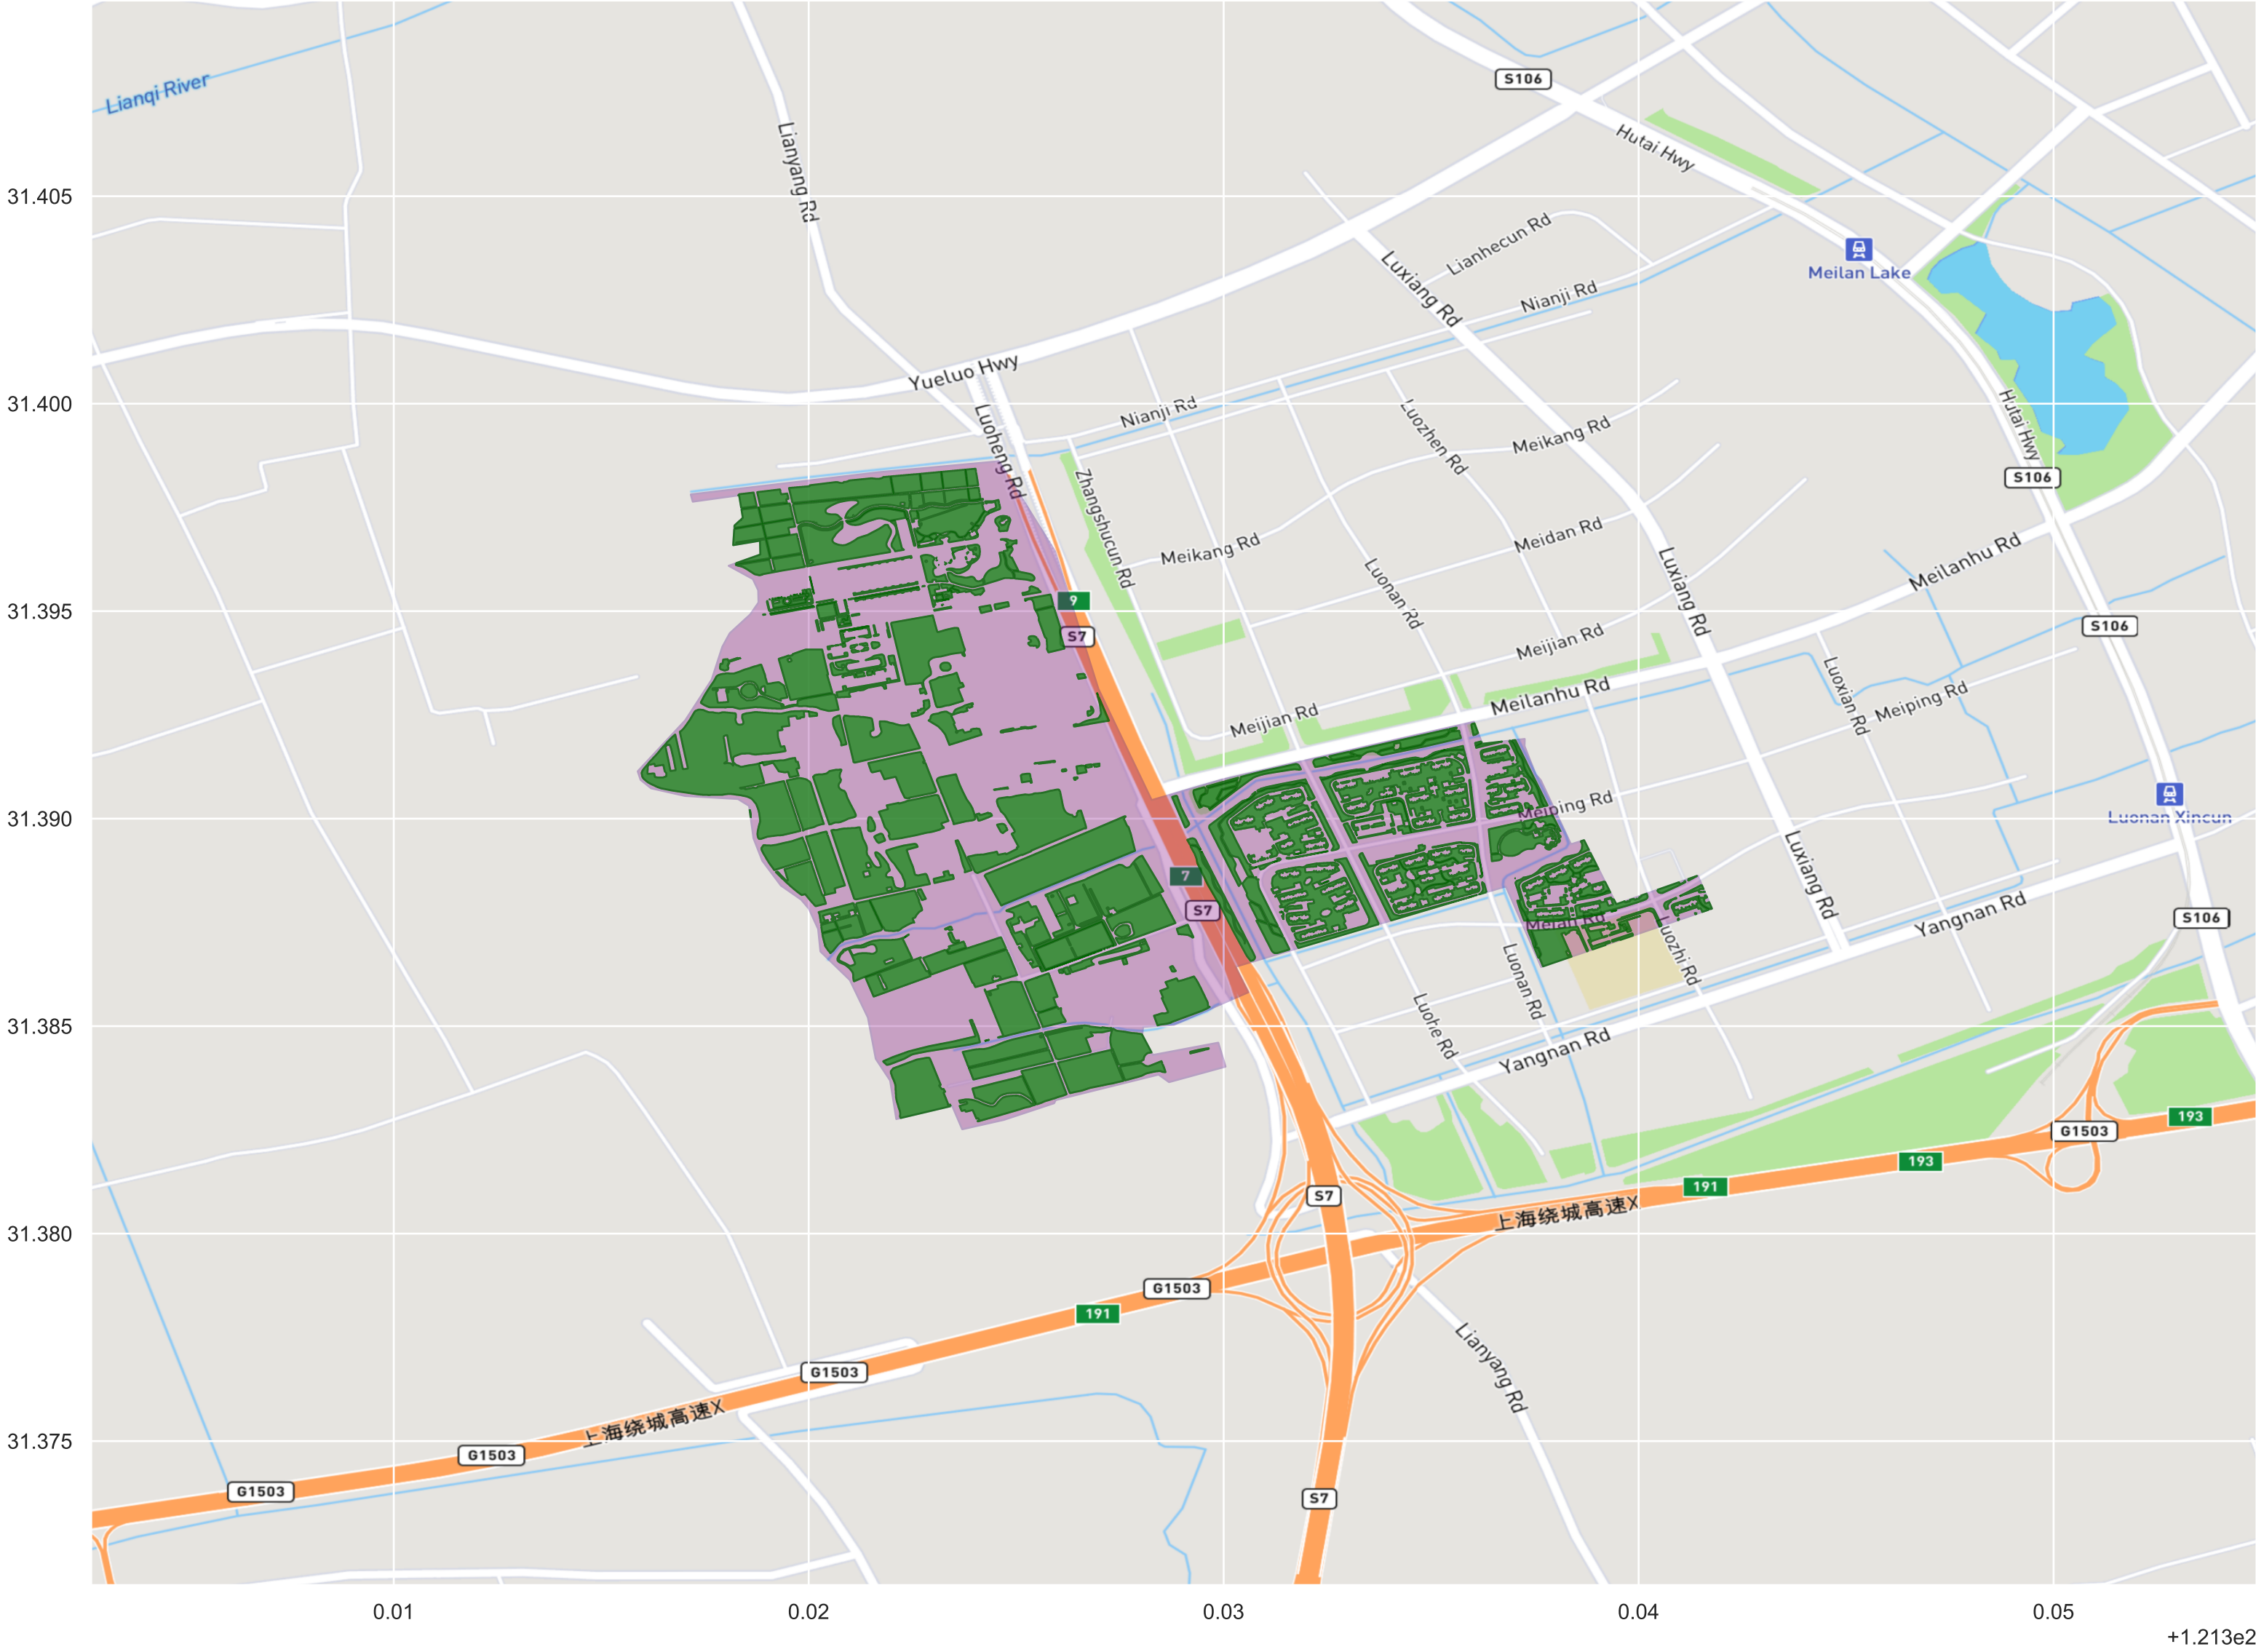 S106
Lianqi River
Lianyang Rd
Hutai Hwy
31.405
Lianhecun Rd
Meilan Lake
Luxiang Rd
Nianji Rd
Yueluo Hwy
31.400
Nianji Rd
Luoheng Rd
Luozhen Rd
Meikang Rd
Hutai Hwy
S106
Zhangshucun Rd
Meikang Rd
Meidan Rd
Luonan Rd
Luxiang Rd
Meilanhu Rd
31.395
9
S7
S106
Meijian Rd
Luoxian Rd
Meiping Rd
Meilanhu Rd
Meijian Rd
31.390
Meiping Rd
Luonan Xincun
Luxiang Rd
7
S7
Meilan Rd
Yangnan Rd
S106
Luozhi Rd
Luonan Rd
31.385
Luohe Rd
Yangnan Rd
193
G1503
193
191
S7
上海绕城高速X
31.380
G1503
191
Lianyang Rd
G1503
上海绕城高速X
31.375
G1503
G1503
S7
0.01
0.02
0.03
0.04
0.05
+1.213e2